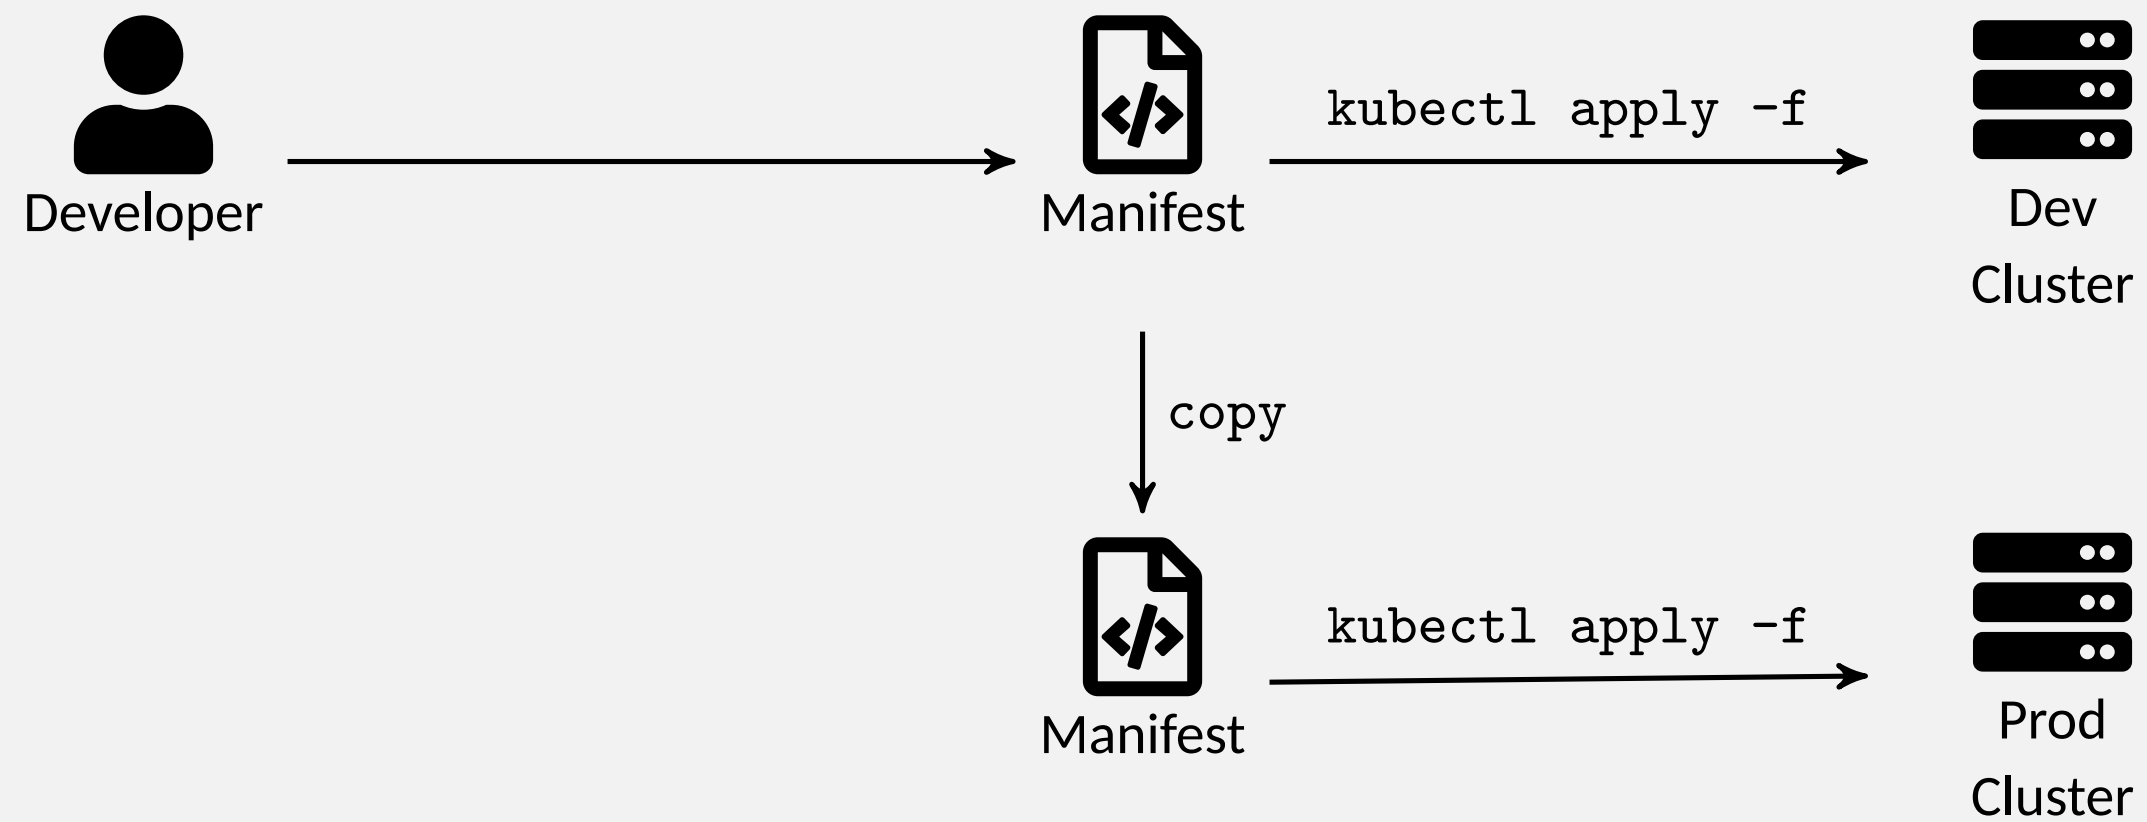 Developer
Manifest
kubectl apply -f
Dev
Cluster
copy
Manifest
kubectl apply -f
Prod
Cluster